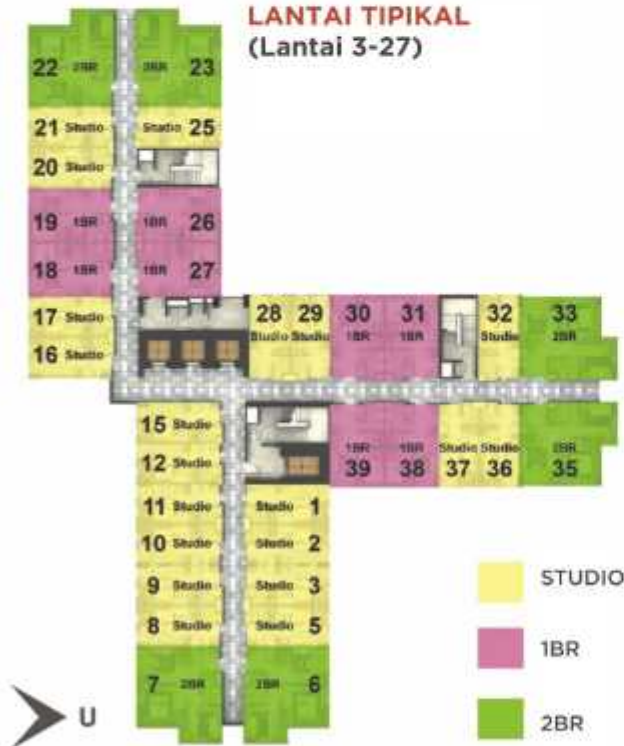 LANTAI TIPIKAL
(Lantai 3-27)
22 2BR 2BR 23
21 Studio Studio 25
20 Studio
19 1BR 1BR 26
18 1BR 1BR 27
17 Studio
16 Studio
28 29 30 31 32 33
Studio Studio 1BR 1BR Studio 2BR
15 Studio
12 Studio
1BR 1BR Studio Studio 2BR
39 38 37 36 35
11 Studio Studio 1
10 Studio Studio 2
9 Studio Studio 3
8 Studio Studio 5
7 2BR 2BR 6
STUDIO
1BR
2BR
U